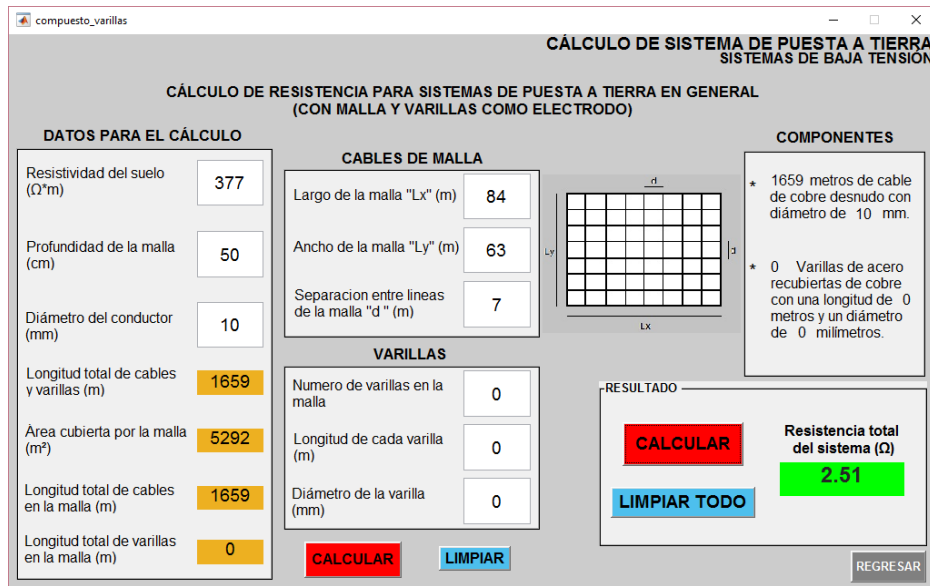 compuesto_varillas
CÁLCULO DE SISTEMA DE PUESTA A TIERRA
SISTEMAS DE BAJA TENSIÓN
CÁLCULO DE RESISTENCIA PARA SISTEMAS DE PUESTA A TIERRA EN GENERAL
(CON MALLA Y VARILLAS COMO ELECTRODO)
DATOS PARA EL CÁLCULO
Resistividad del suelo
(Ω*m)
377
Profundidad de la malla
(cm)
50
Diámetro del conductor
(mm)
10
Longitud total de cables
y varillas (m)
1659
Área cubierta por la malla
(m²)
5292
Longitud total de cables
en la malla (m)
1659
Longitud total de varillas
en la malla (m)
0
CABLES DE MALLA
Largo de la malla "Lx" (m)
84
Ancho de la malla "Ly" (m)
63
Separacion entre lineas
de la malla "d " (m)
7
VARILLAS
Numero de varillas en la
malla
0
Longitud de cada varilla
(m)
0
Diámetro de la varilla
(mm)
0
CALCULAR
LIMPIAR
d
Ly
d
Lx
COMPONENTES
* 1659 metros de cable
de cobre desnudo con
diámetro de 10 mm.
* 0 Varillas de acero
recubiertas de cobre
con una longitud de 0
metros y un diámetro
de 0 milímetros.
RESULTADO
CALCULAR
LIMPIAR TODO
Resistencia total
del sistema (Ω)
2.51
REGRESAR